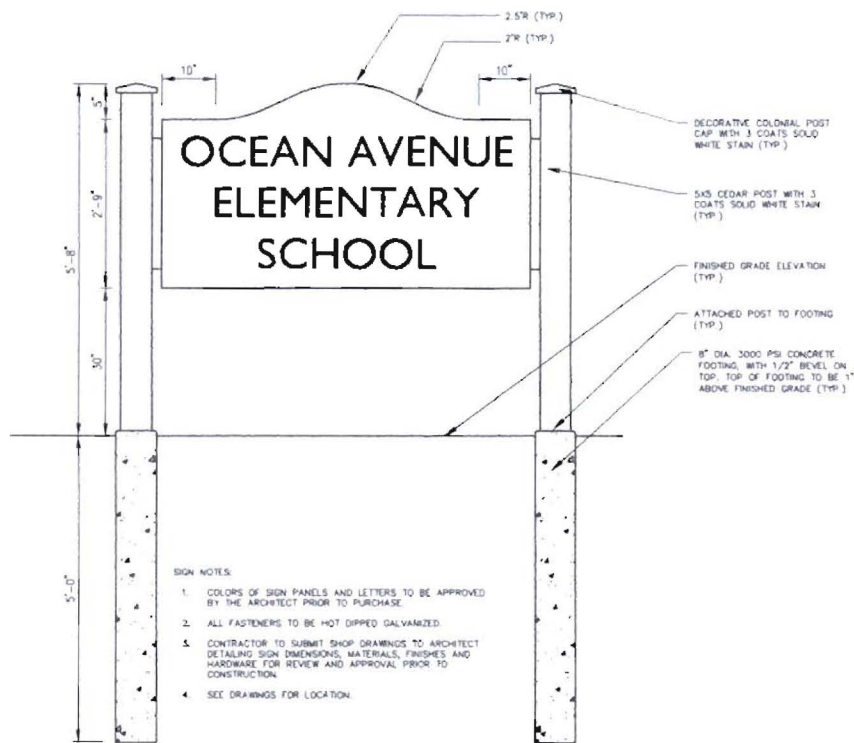 2.5'R (TYP.)
2'R (TYP.)
10"
10"
5"
DECORATIVE COLONIAL POST
CAP WITH 3 COATS SOLID
WHITE STAIN (TYP.)
OCEAN AVENUE
ELEMENTARY
SCHOOL
2'-9"
5X5 CEDAR POST WITH 3
COATS SOLID WHITE STAIN
(TYP.)
5'-8"
FINISHED GRADE ELEVATION
(TYP.)
30"
ATTACHED POST TO FOOTING
(TYP.)
8" DIA. 3000 PSI CONCRETE
FOOTING, WITH 1/2" BEVEL ON
TOP. TOP OF FOOTING TO BE 1"
ABOVE FINISHED GRADE (TYP.)
5'-0"
SIGN NOTES:
1. COLORS OF SIGN PANELS AND LETTERS TO BE APPROVED
BY THE ARCHITECT PRIOR TO PURCHASE.
2. ALL FASTENERS TO BE HOT DIPPED GALVANIZED.
3. CONTRACTOR TO SUBMIT SHOP DRAWINGS TO ARCHITECT
DETAILING SIGN DIMENSIONS, MATERIALS, FINISHES AND
HARDWARE FOR REVIEW AND APPROVAL PRIOR TO
CONSTRUCTION.
4. SEE DRAWINGS FOR LOCATION.